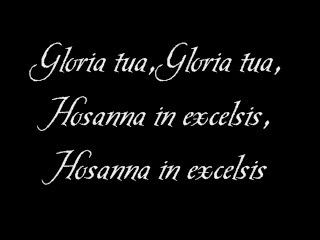 Gloria tua,Gloria tua,
Hosanna in excelsis,
Hosanna in excelsis